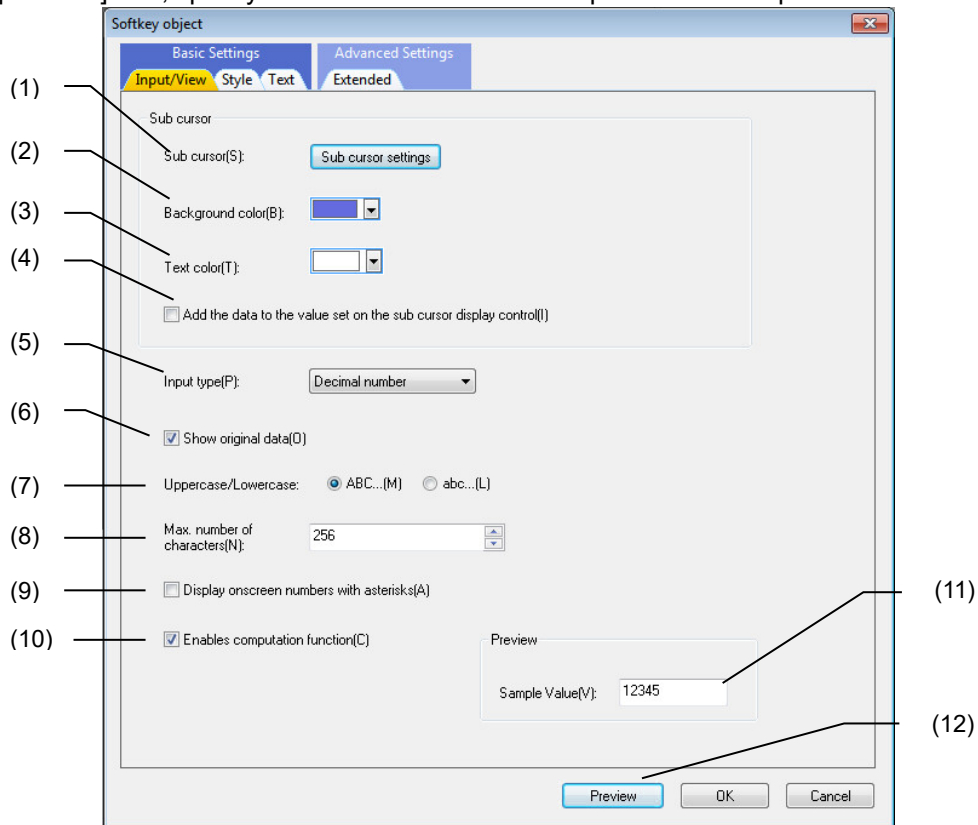 Softkey object
Basic Settings Advanced Settings
Input/View Style Text Extended
(1)
Sub cursor
(2)
Sub cursor(S): Sub cursor settings
(3)
Background color(B):
(4)
Text color(T):
Add the data to the value set on the sub cursor display control(I)
(5)
Input type(P): Decimal number
(6)
Show original data(O)
(7) Uppercase/Lowercase: ABC...(M) abc...(L)
(8) Max. number of
characters(N): 256
(9) Display onscreen numbers with asterisks(A) (11)
(10) Enables computation function(C) Preview
Sample Value(V): 12345
(12)
Preview OK Cancel